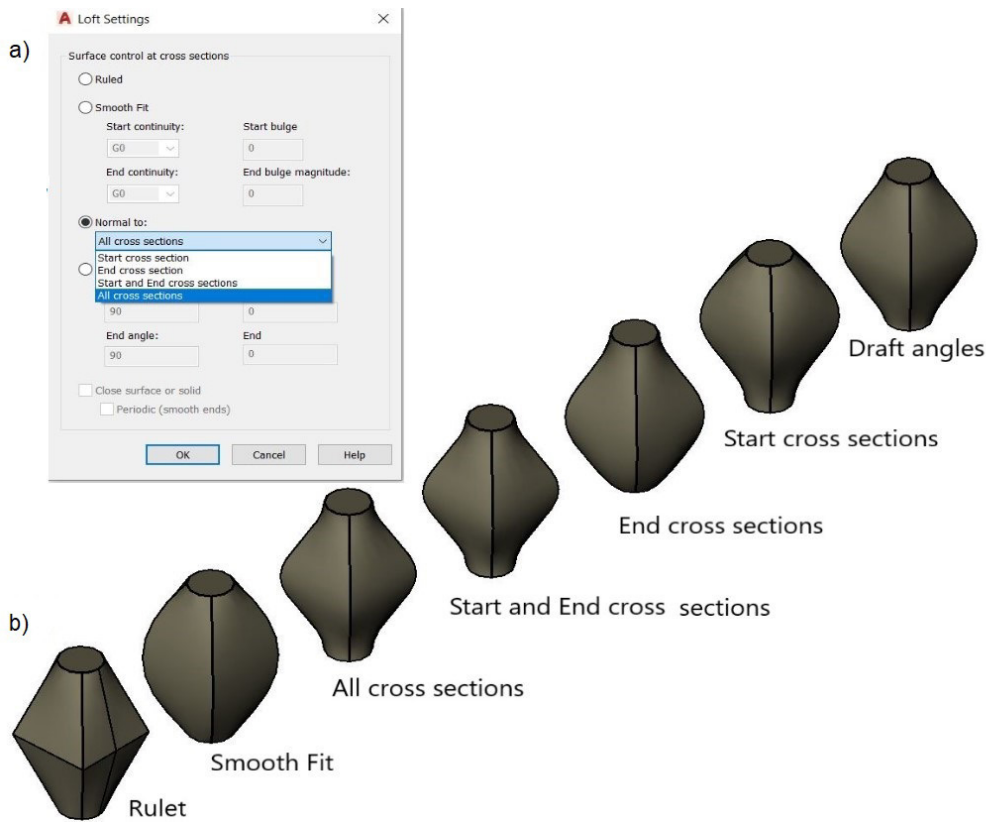 a)
Loft Settings
Surface control at cross sections
Ruled
Smooth Fit
Start continuity: Start bulge
G0 0
End continuity: End bulge magnitude:
G0 0
Normal to:
All cross sections
Start cross section
End cross section
Start and End cross sections
All cross sections
90 0
End angle: End
90 0
Close surface or solid
Periodic (smooth ends)
OK Cancel Help
b)
Rulet
Smooth Fit
All cross sections
Start and End cross sections
End cross sections
Start cross sections
Draft angles